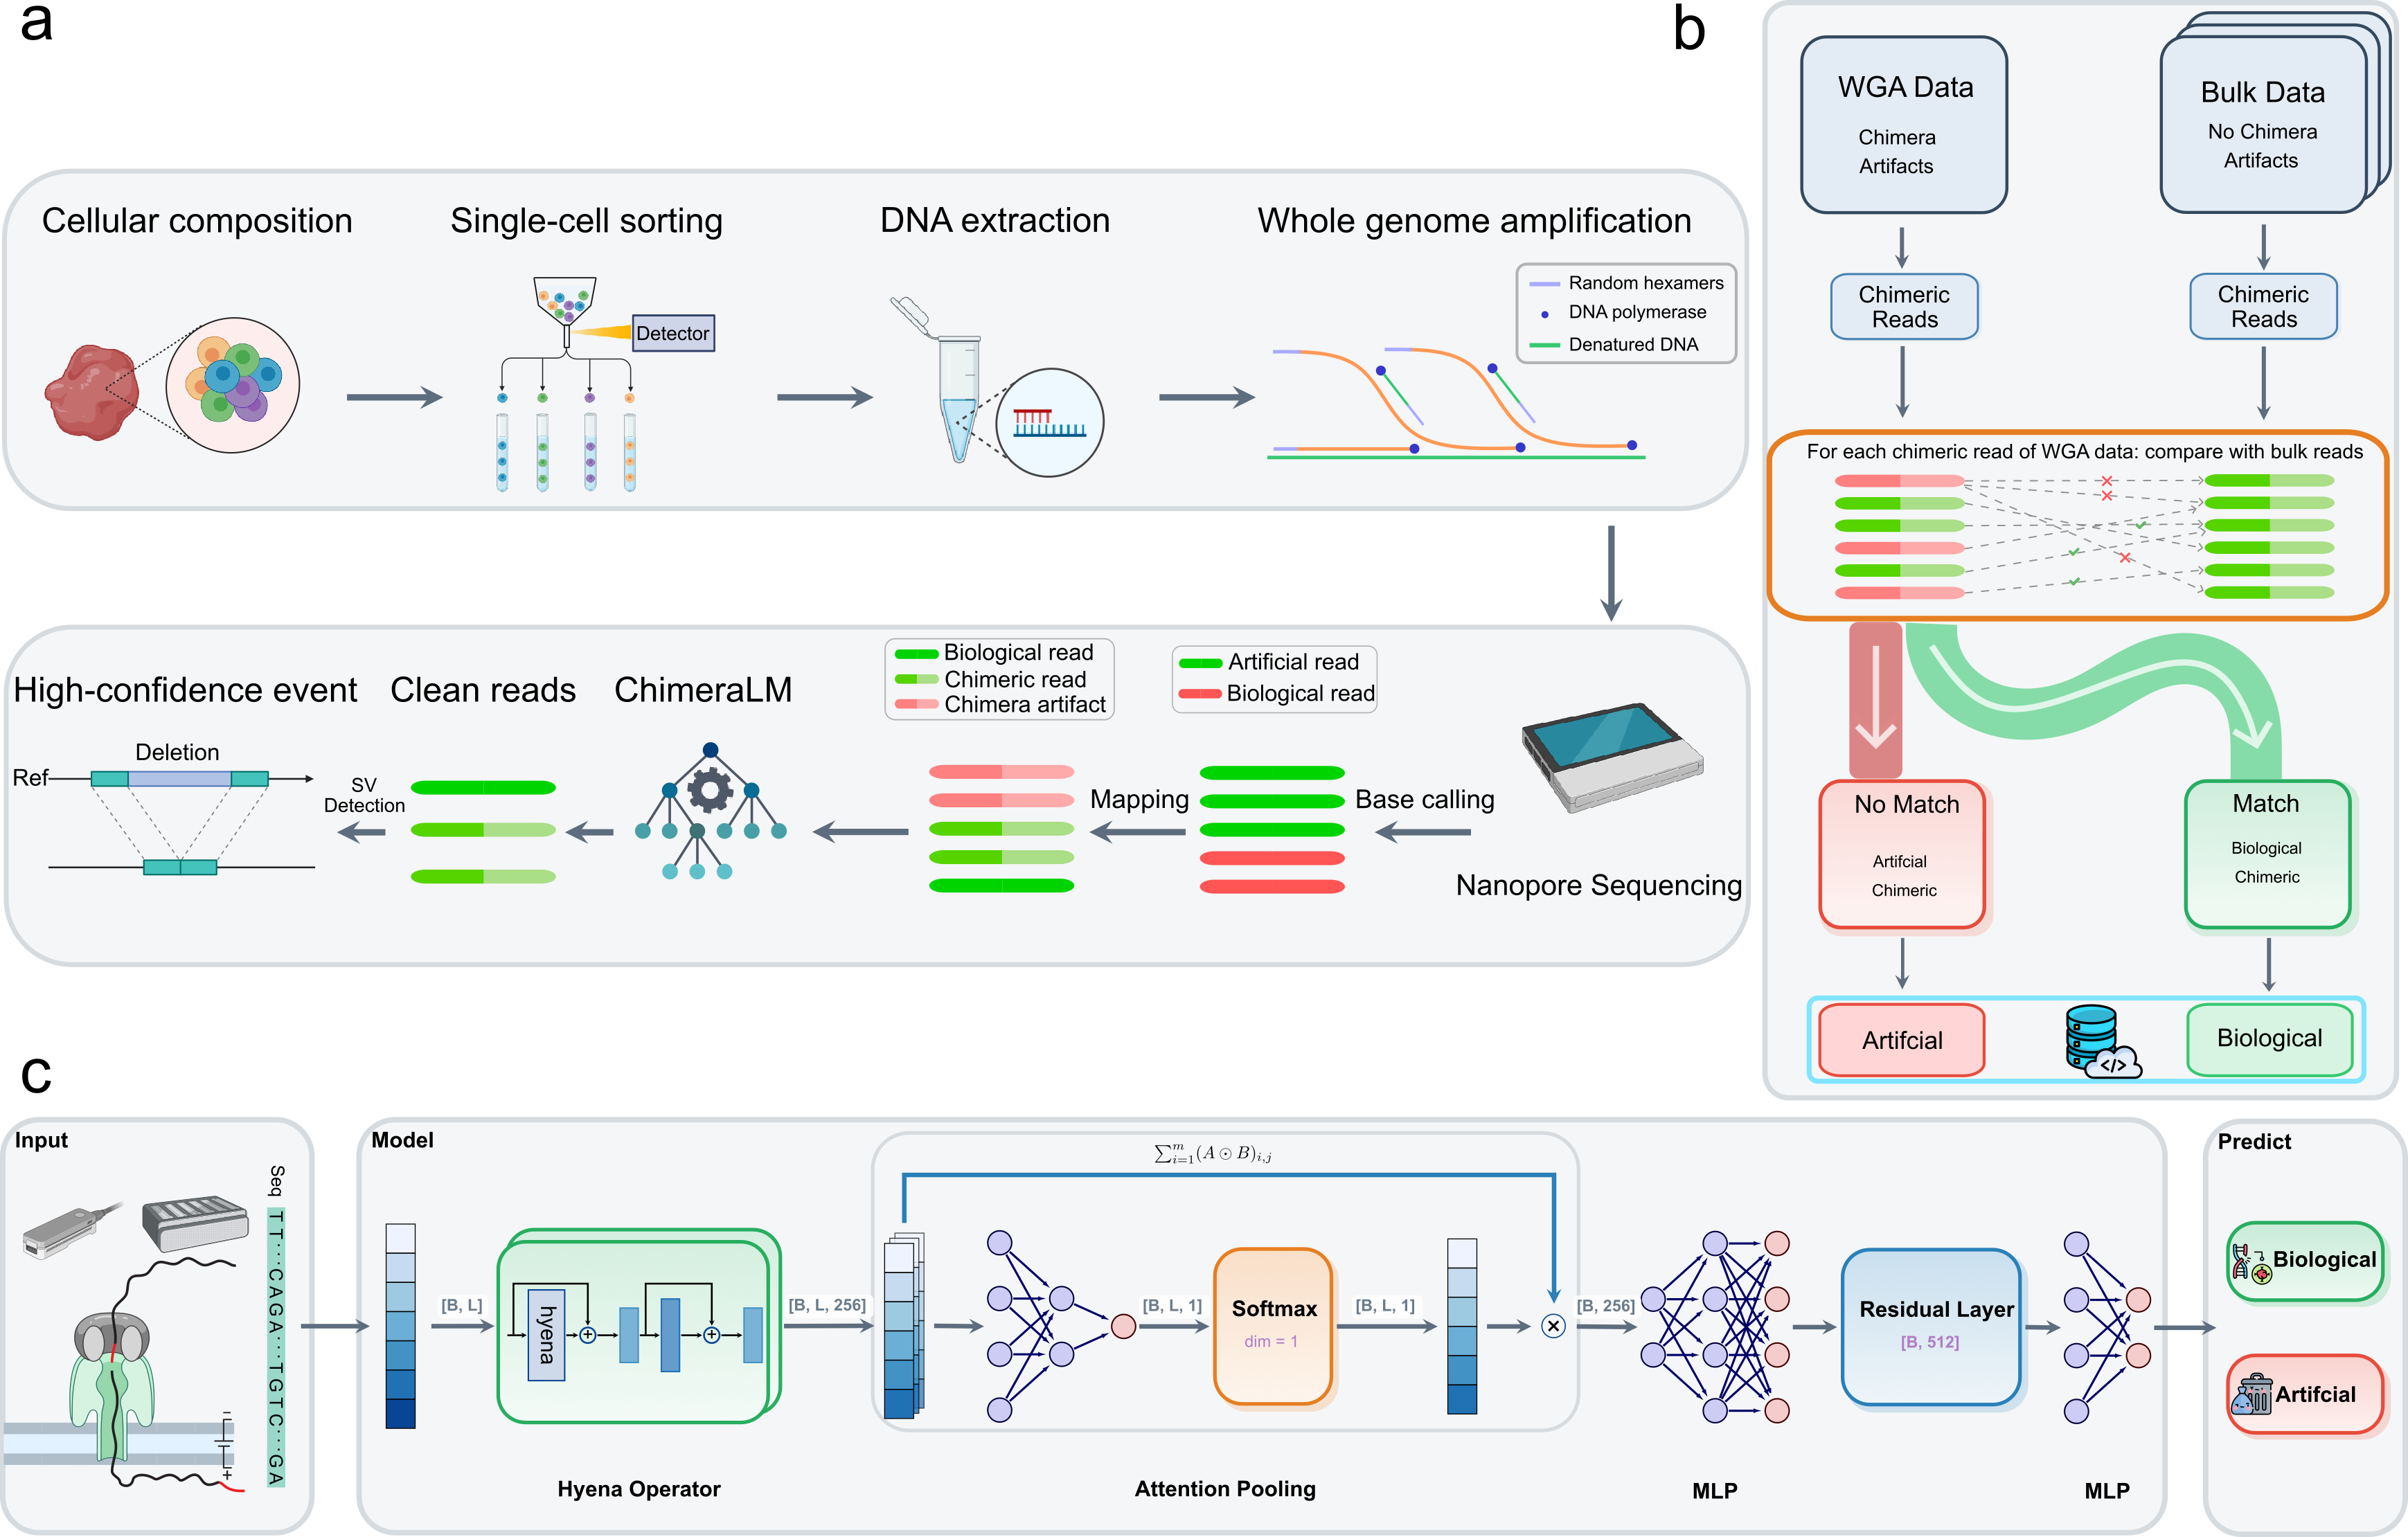 a
Cellular composition
Single-cell sorting
DNA extraction
Whole genome amplification
Detector
Random hexamers
DNA polymerase
Denatured DNA
High-confidence event
Clean reads
ChimeraLM
Biological read
Chimeric read
Chimera artifact
Artificial read
Biological read
Deletion
Ref
SV
Detection
Mapping
Base calling
Nanopore Sequencing
b
WGA Data
Chimera
Artifacts
Bulk Data
No Chimera
Artifacts
Chimeric
Reads
Chimeric
Reads
For each chimeric read of WGA data: compare with bulk reads
No Match
Artifcial
Chimeric
Match
Biological
Chimeric
Artifcial
</>
Biological
c
Input
Seq
TT···CAGA···TGTC···GA
−
+
Model
[B, L]
hyena
+
+
Hyena Operator
[B, L, 256]
∑_{i=1}^{m}(A ⊙ B)_{i,j}
[B, L, 1]
Softmax
dim = 1
[B, L, 1]
×
Attention Pooling
[B, 256]
MLP
Residual Layer
[B, 512]
MLP
Predict
Biological
Artifcial